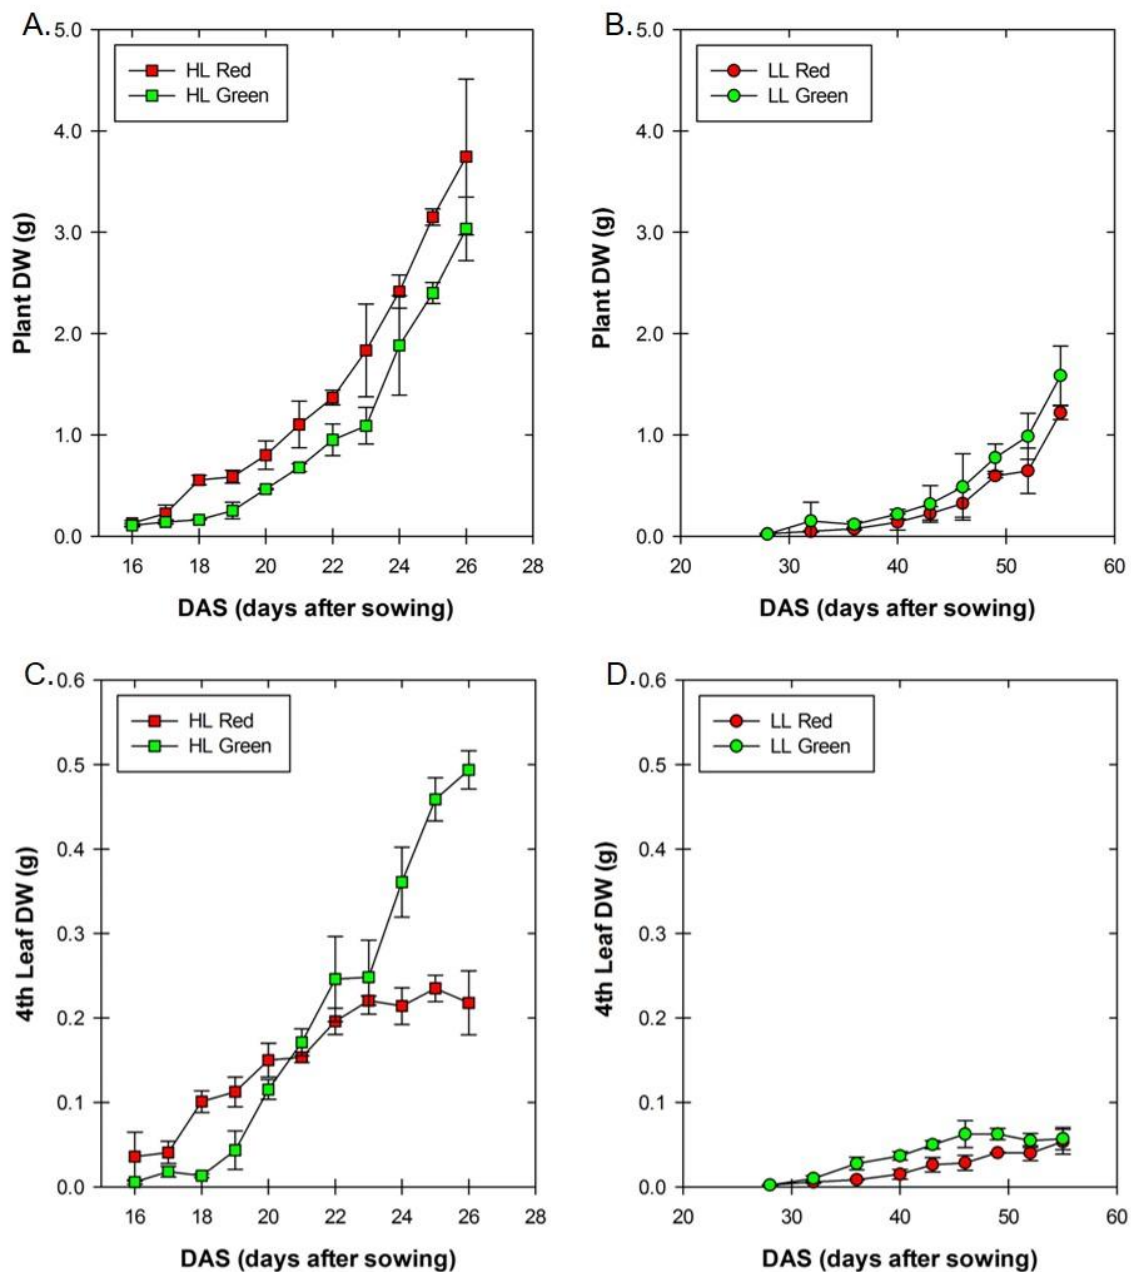 A.
5.0
4.0
3.0
2.0
1.0
0.0
Plant DW (g)
HL Red
HL Green
16 18 20 22 24 26 28
DAS (days after sowing)
B.
5.0
4.0
3.0
2.0
1.0
0.0
Plant DW (g)
LL Red
LL Green
20 30 40 50 60
DAS (days after sowing)
C.
0.6
0.5
0.4
0.3
0.2
0.1
0.0
4th Leaf DW (g)
HL Red
HL Green
16 18 20 22 24 26 28
DAS (days after sowing)
D.
0.6
0.5
0.4
0.3
0.2
0.1
0.0
4th Leaf DW (g)
LL Red
LL Green
20 30 40 50 60
DAS (days after sowing)